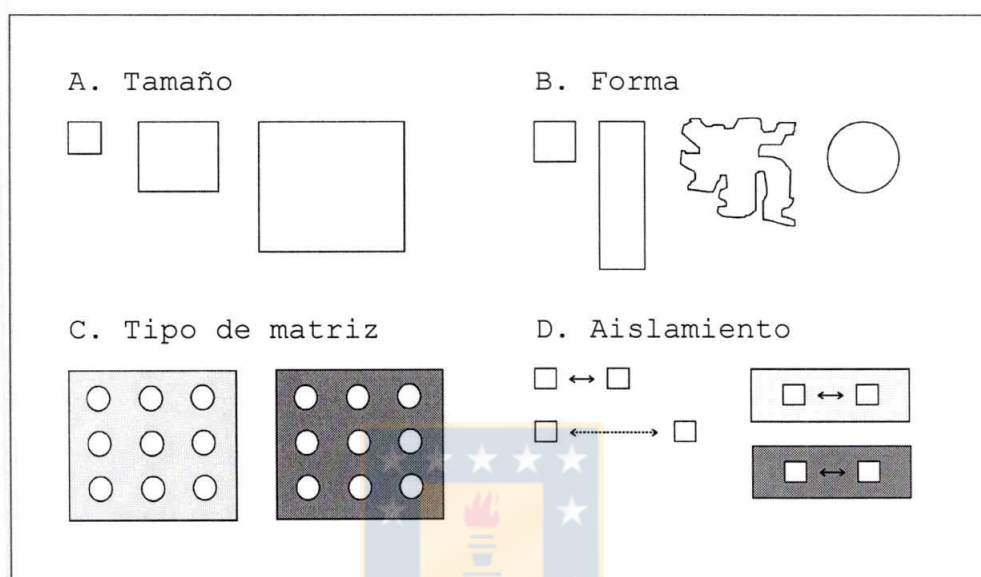 A. Tamaño
B. Forma
C. Tipo de matriz
D. Aislamiento